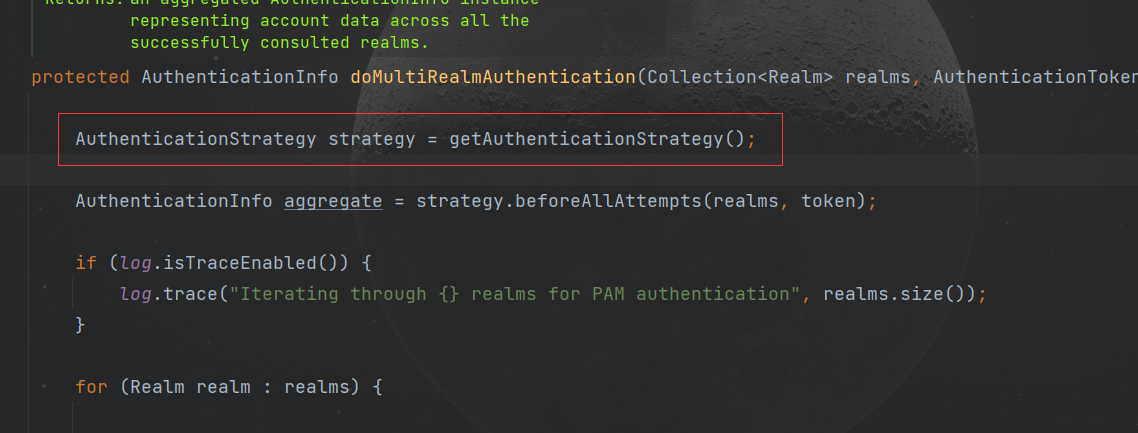 Returns: an aggregated AuthenticationInfo instance
representing account data across all the
successfully consulted realms.
protected AuthenticationInfo doMultiRealmAuthentication(Collection<Realm> realms, AuthenticationToken
AuthenticationStrategy strategy = getAuthenticationStrategy();
AuthenticationInfo aggregate = strategy.beforeAllAttempts(realms, token);
if (log.isTraceEnabled()) {
log.trace("Iterating through {} realms for PAM authentication", realms.size());
}
for (Realm realm : realms) {